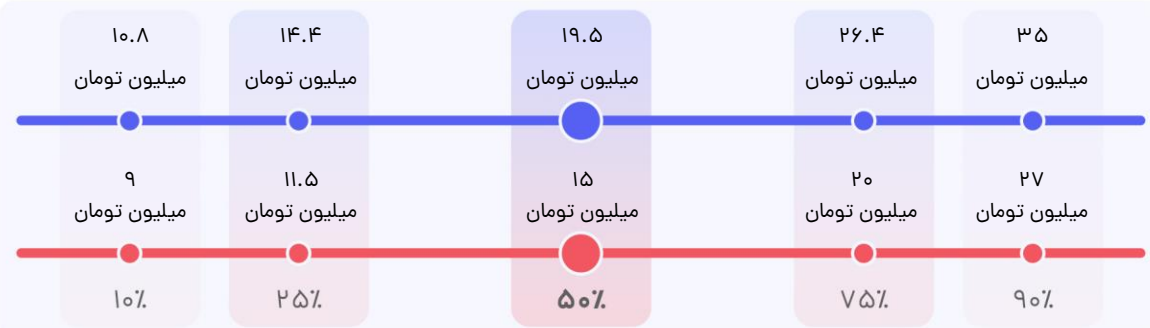 ۱۰.۸ ۱۴.۴ ۱۹.۵ ۲۶.۴ ۳۵
میلیون تومان میلیون تومان میلیون تومان میلیون تومان میلیون تومان
۹ ۱۱.۵ ۱۵ ۲۰ ۲۷
میلیون تومان میلیون تومان میلیون تومان میلیون تومان میلیون تومان
۱۰٪ ۲۵٪ ۵۰٪ ۷۵٪ ۹۰٪